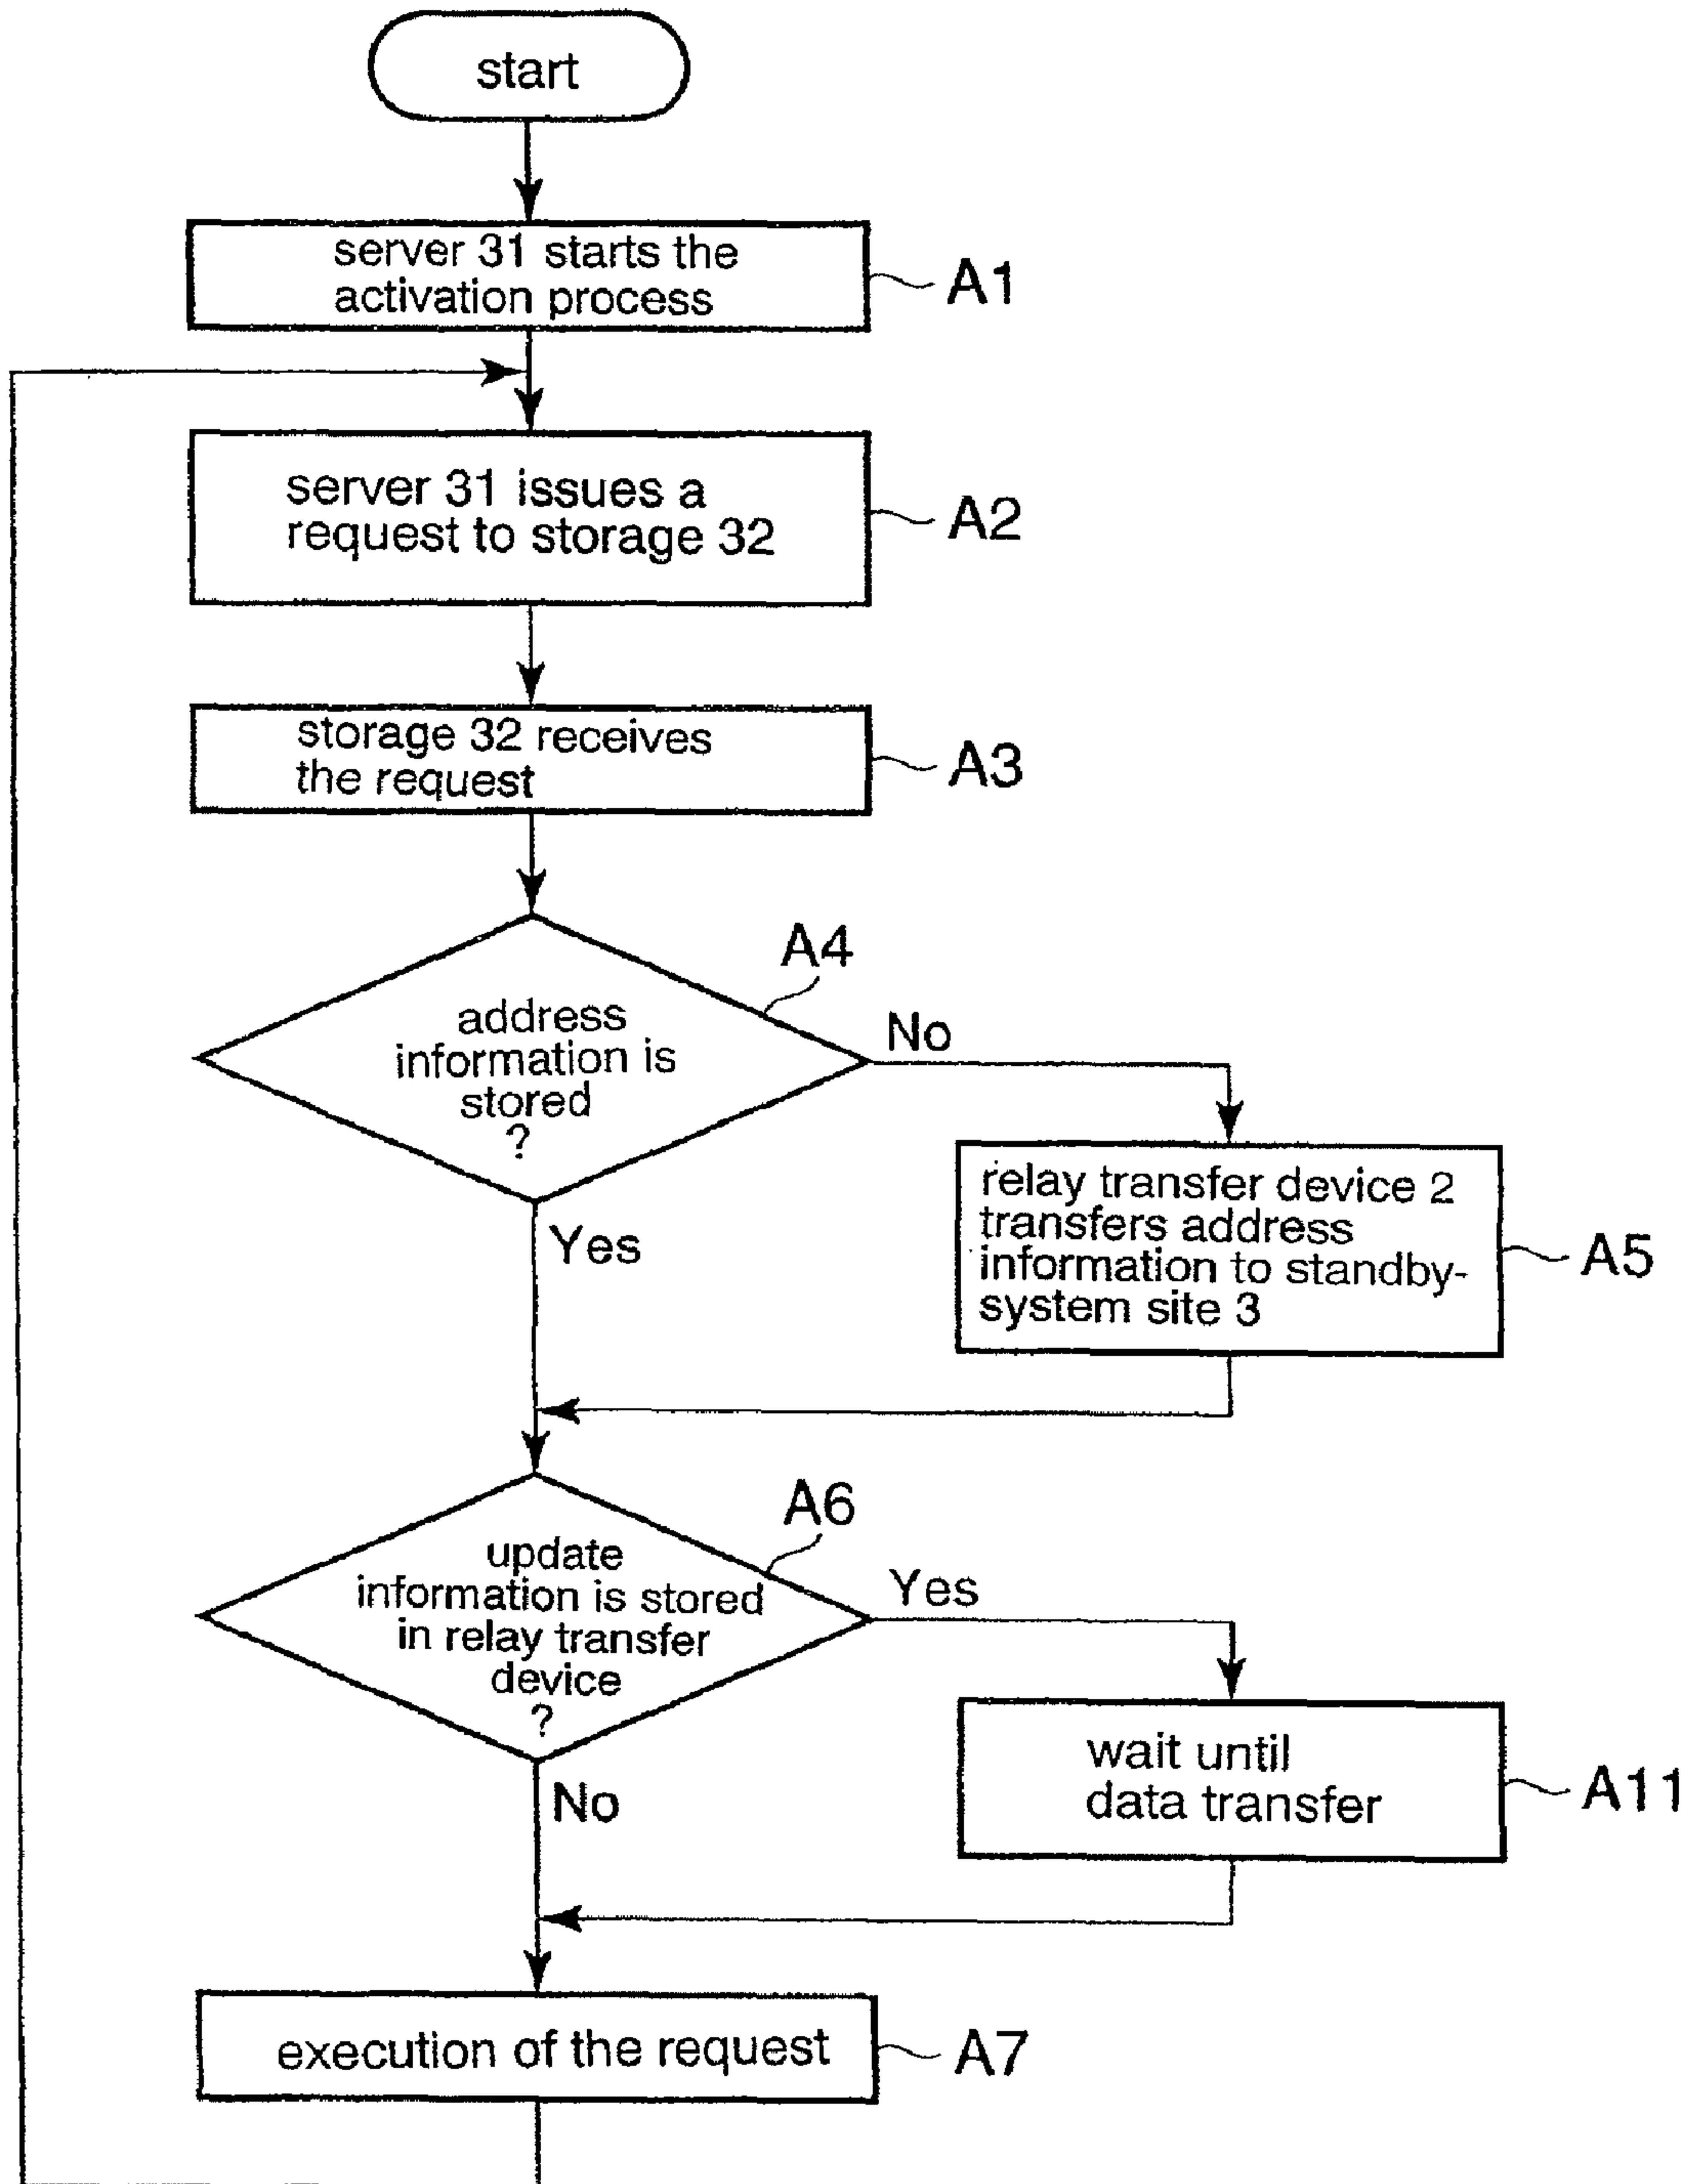 start
server 31 starts the
activation process
A1
server 31 issues a
request to storage 32
A2
storage 32 receives
the request
A3
A4
address
information is
stored
?
No
Yes
relay transfer device 2
transfers address
information to standby-
system site 3
A5
A6
update
information is stored
in relay transfer
device
?
Yes
No
wait until
data transfer
A11
execution of the request
A7